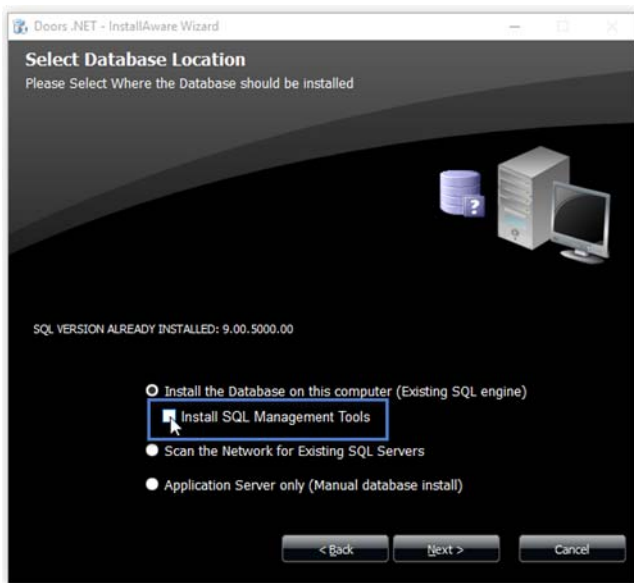 Doors .NET - InstallAware Wizard
Select Database Location
Please Select Where the Database should be installed
?
SQL VERSION ALREADY INSTALLED: 9.00.5000.00
Install the Database on this computer (Existing SQL engine)
Install SQL Management Tools
Scan the Network for Existing SQL Servers
Application Server only (Manual database install)
< Back Next > Cancel